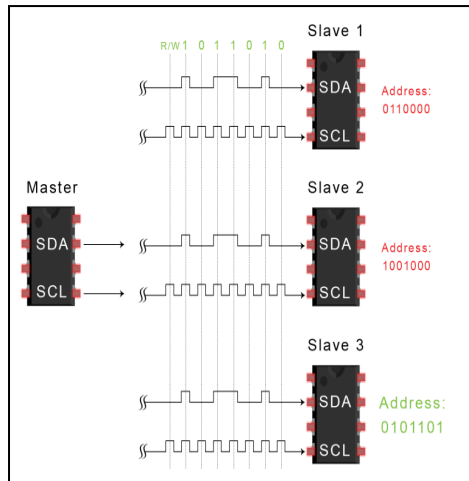 Slave 1
R/W 1 0 1 1 0 1 0
SDA
Address:
0110000
SCL
Master
SDA
SCL
Slave 2
SDA
Address:
1001000
SCL
Slave 3
SDA
Address:
0101101
SCL